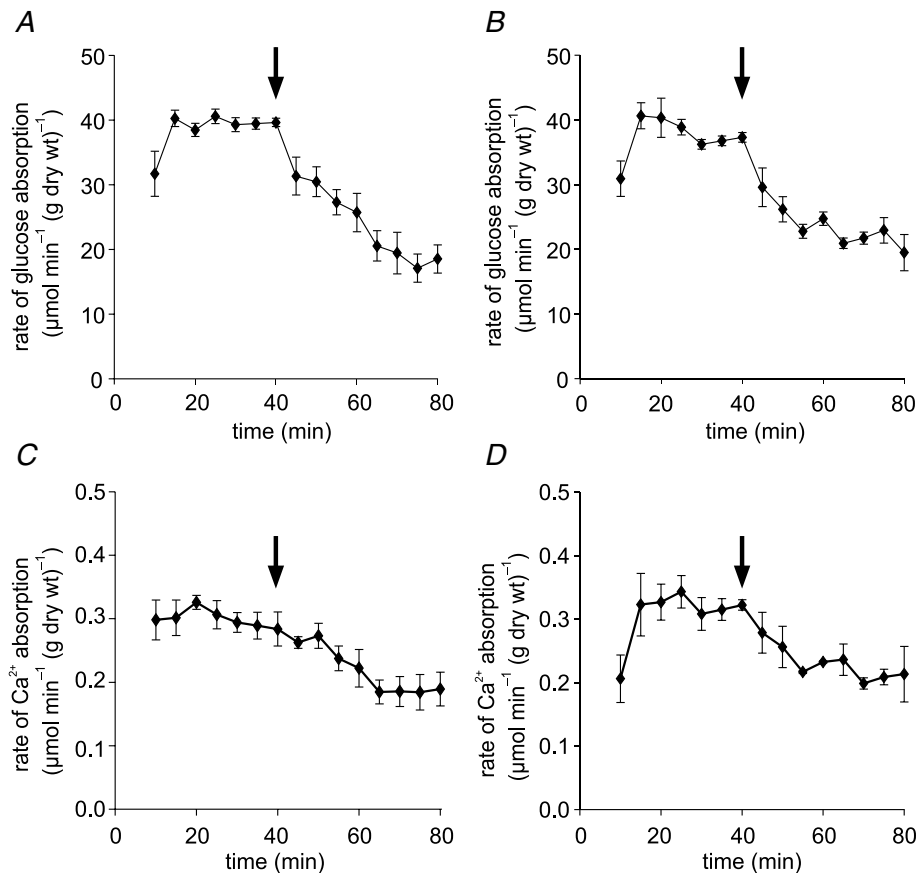 A
B
rate of glucose absorption
(µmol min⁻¹ (g dry wt)⁻¹)
50
40
30
20
10
0
0
20
40
60
80
time (min)
rate of glucose absorption
(µmol min⁻¹ (g dry wt)⁻¹)
50
40
30
20
10
0
0
20
40
60
80
time (min)
C
D
rate of Ca²⁺ absorption
(µmol min⁻¹ (g dry wt)⁻¹)
0.5
0.4
0.3
0.2
0.1
0.0
0
20
40
60
80
time (min)
rate of Ca²⁺ absorption
(µmol min⁻¹ (g dry wt)⁻¹)
0.5
0.4
0.3
0.2
0.1
0.0
0
20
40
60
80
time (min)